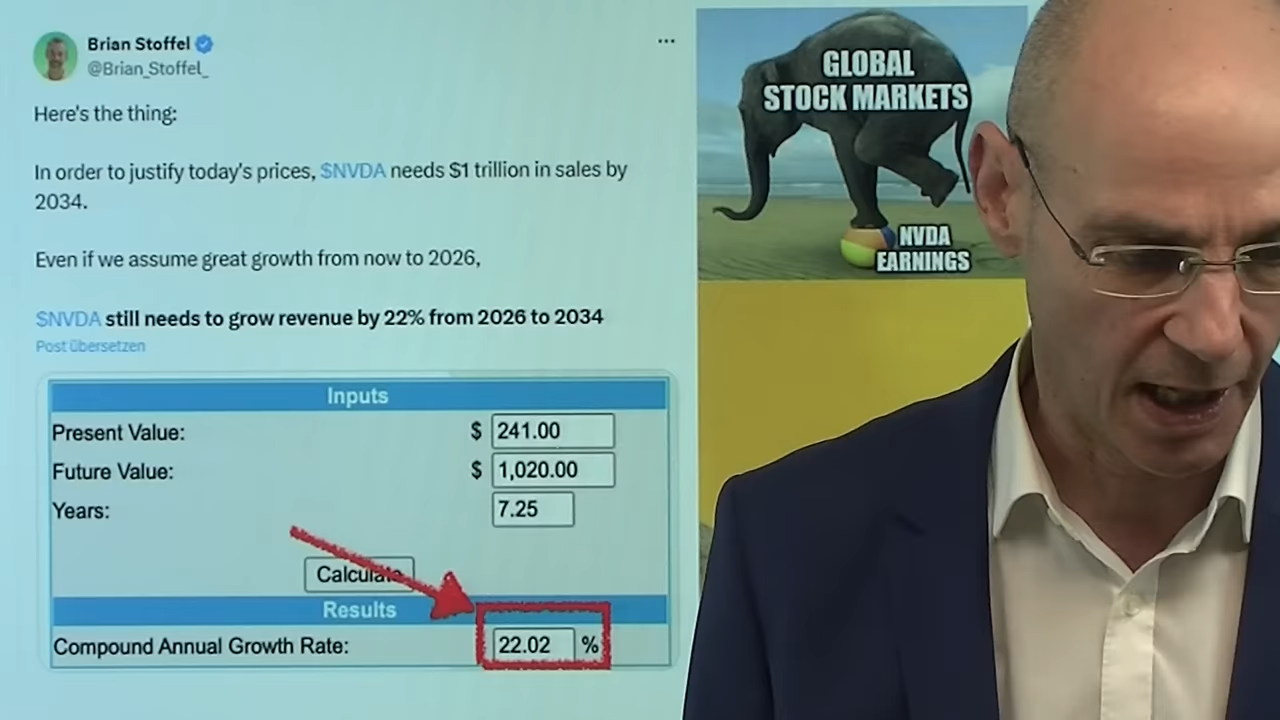 Brian Stoffel
@Brian_Stoffel_
...
Here's the thing:
In order to justify today's prices, $NVDA needs $1 trillion in sales by
2034.
Even if we assume great growth from now to 2026,
$NVDA still needs to grow revenue by 22% from 2026 to 2034
Post übersetzen
Inputs
Present Value: $ 241.00
Future Value: $ 1,020.00
Years: 7.25
Calculate
Results
Compound Annual Growth Rate: 22.02 %
GLOBAL
STOCK MARKETS
NVDA
EARNINGS